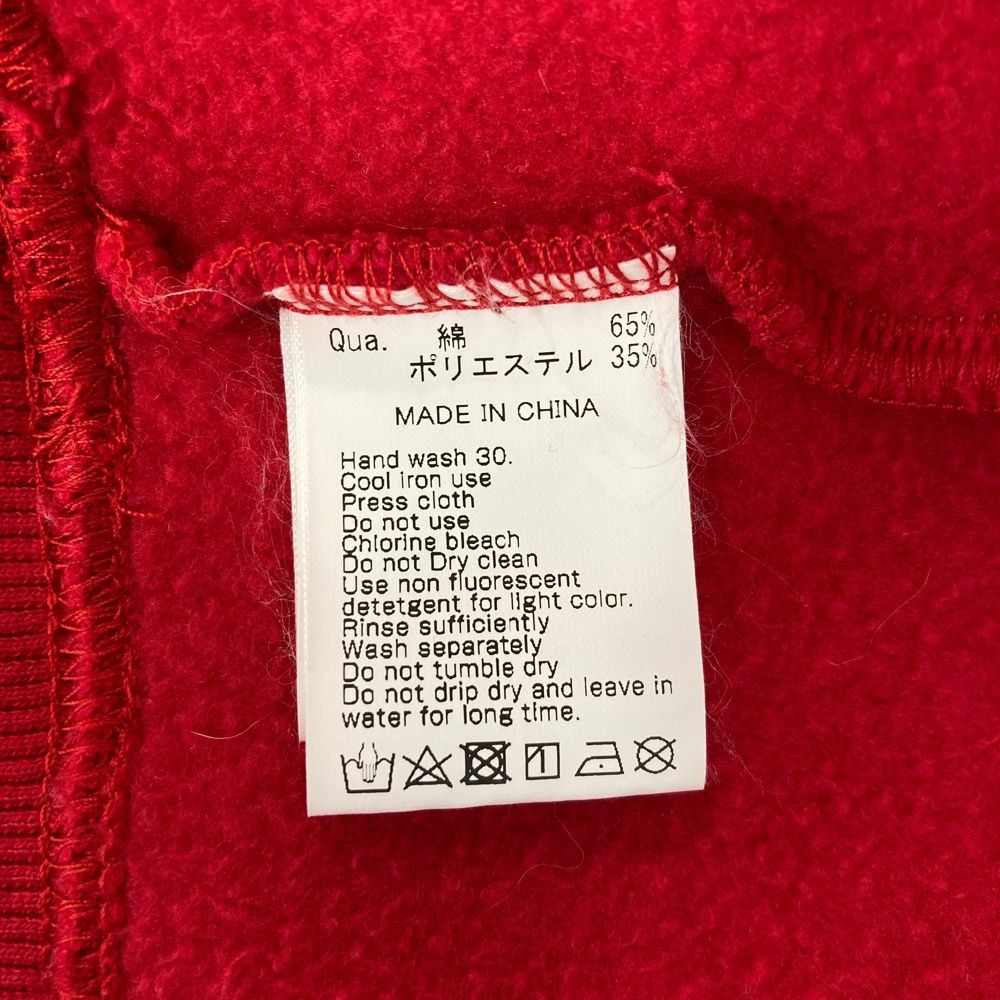 Qua. 綿 65%
ポリエステル 35%
MADE IN CHINA
Hand wash 30.
Cool iron use
Press cloth
Do not use
Chlorine bleach
Do not Dry clean
Use non fluorescent
detetgent for light color.
Rinse sufficiently
Wash separately
Do not tumble dry
Do not drip dry and leave in
water for long time.